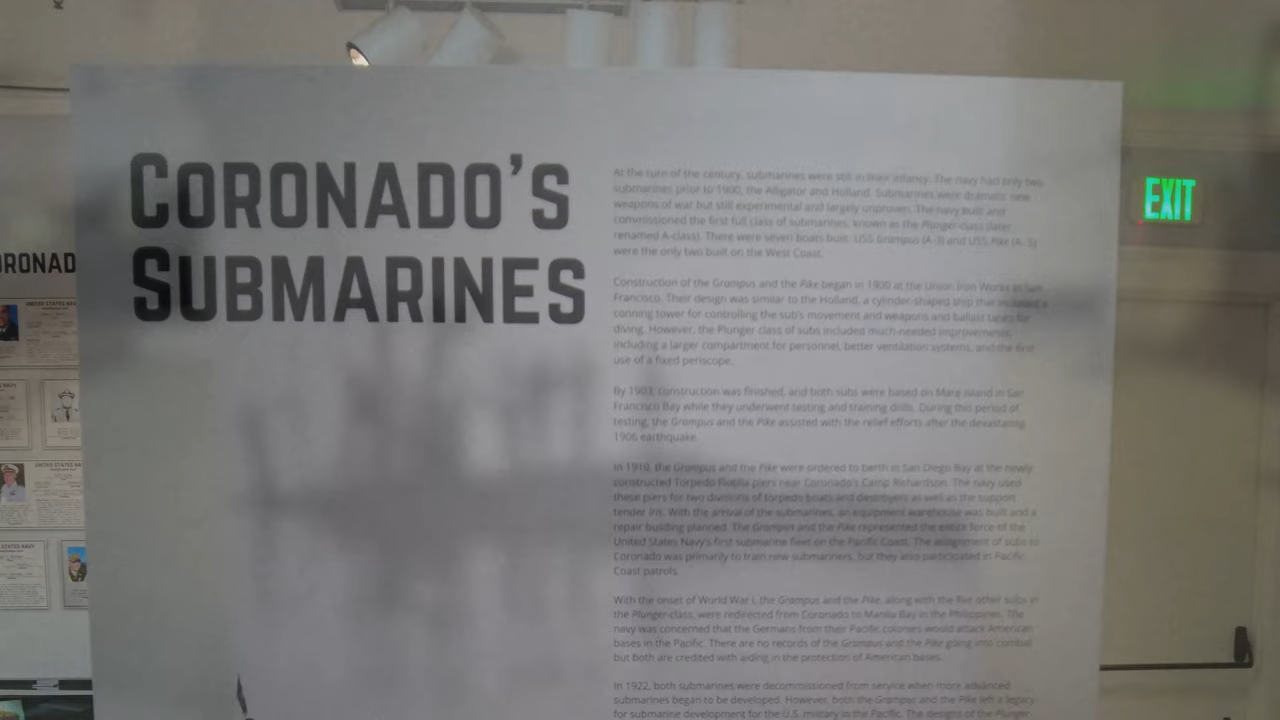 CORONADO'S
SUBMARINES
At the turn of the century, submarines were still in their infancy. The navy had only two
submarines prior to 1900, the Alligator and Holland. Submarines were dramatic new
weapons of war but still experimental and largely unproven. The navy built and
commissioned the first full class of submarines, known as the Plunger-class (later
renamed A-class). There were seven boats built. USS Grampus (A-3) and USS Pike (A-5)
were the only two built on the West Coast.
Construction of the Grampus and the Pike began in 1900 at the Union Iron Works in San
Francisco. Their design was similar to the Holland, a cylinder-shaped ship that included a
conning tower for controlling the sub's movement and weapons and ballast tanks for
diving. However, the Plunger class of subs included much-needed improvements,
including a larger compartment for personnel, better ventilation systems, and the first
use of a fixed periscope.
By 1903, construction was finished, and both subs were based on Mare Island in San
Francisco Bay while they underwent testing and training drills. During this period of
testing, the Grampus and the Pike assisted with the relief efforts after the devastating
1906 earthquake.
In 1910, the Grampus and the Pike were ordered to berth in San Diego Bay at the newly
constructed Torpedo Flotilla piers near Coronado's Camp Richardson. The navy used
these piers for two divisions of torpedo boats and destroyers as well as the support
tender Iris. With the arrival of the submarines, an equipment warehouse was built and a
repair building planned. The Grampus and the Pike represented the entire force of the
United States Navy's first submarine fleet on the Pacific Coast. The assignment of subs to
Coronado was primarily to train new submariners, but they also participated in Pacific
Coast patrols.
With the onset of World War I, the Grampus and the Pike, along with the five other subs in
the Plunger-class, were redirected from Coronado to Manila Bay in the Philippines. The
navy was concerned that the Germans from their Pacific colonies would attack American
bases in the Pacific. There are no records of the Grampus and the Pike going into combat
but both are credited with aiding in the protection of American bases.
In 1922, both submarines were decommissioned from service when more advanced
submarines began to be developed. However, both the Grampus and the Pike left a legacy
for submarine development for the U.S. military in the Pacific. The designs of the Plunger
EXIT
ORONAD
UNITED STATES NAV
UNITED STATES NAV
STATES NAVY